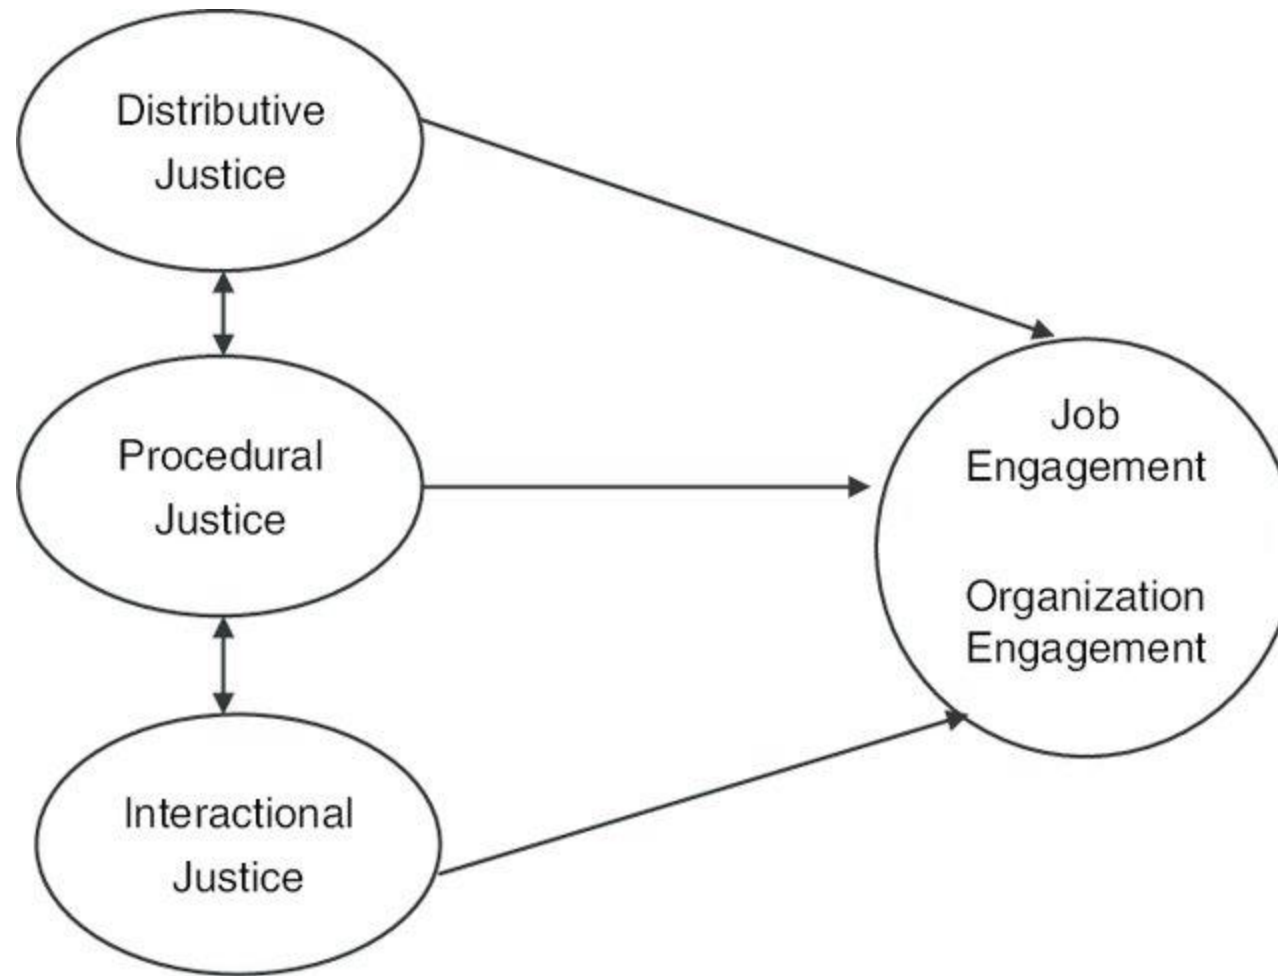 Distributive
Justice
Procedural
Justice
Interactional
Justice
Job
Engagement
Organization
Engagement